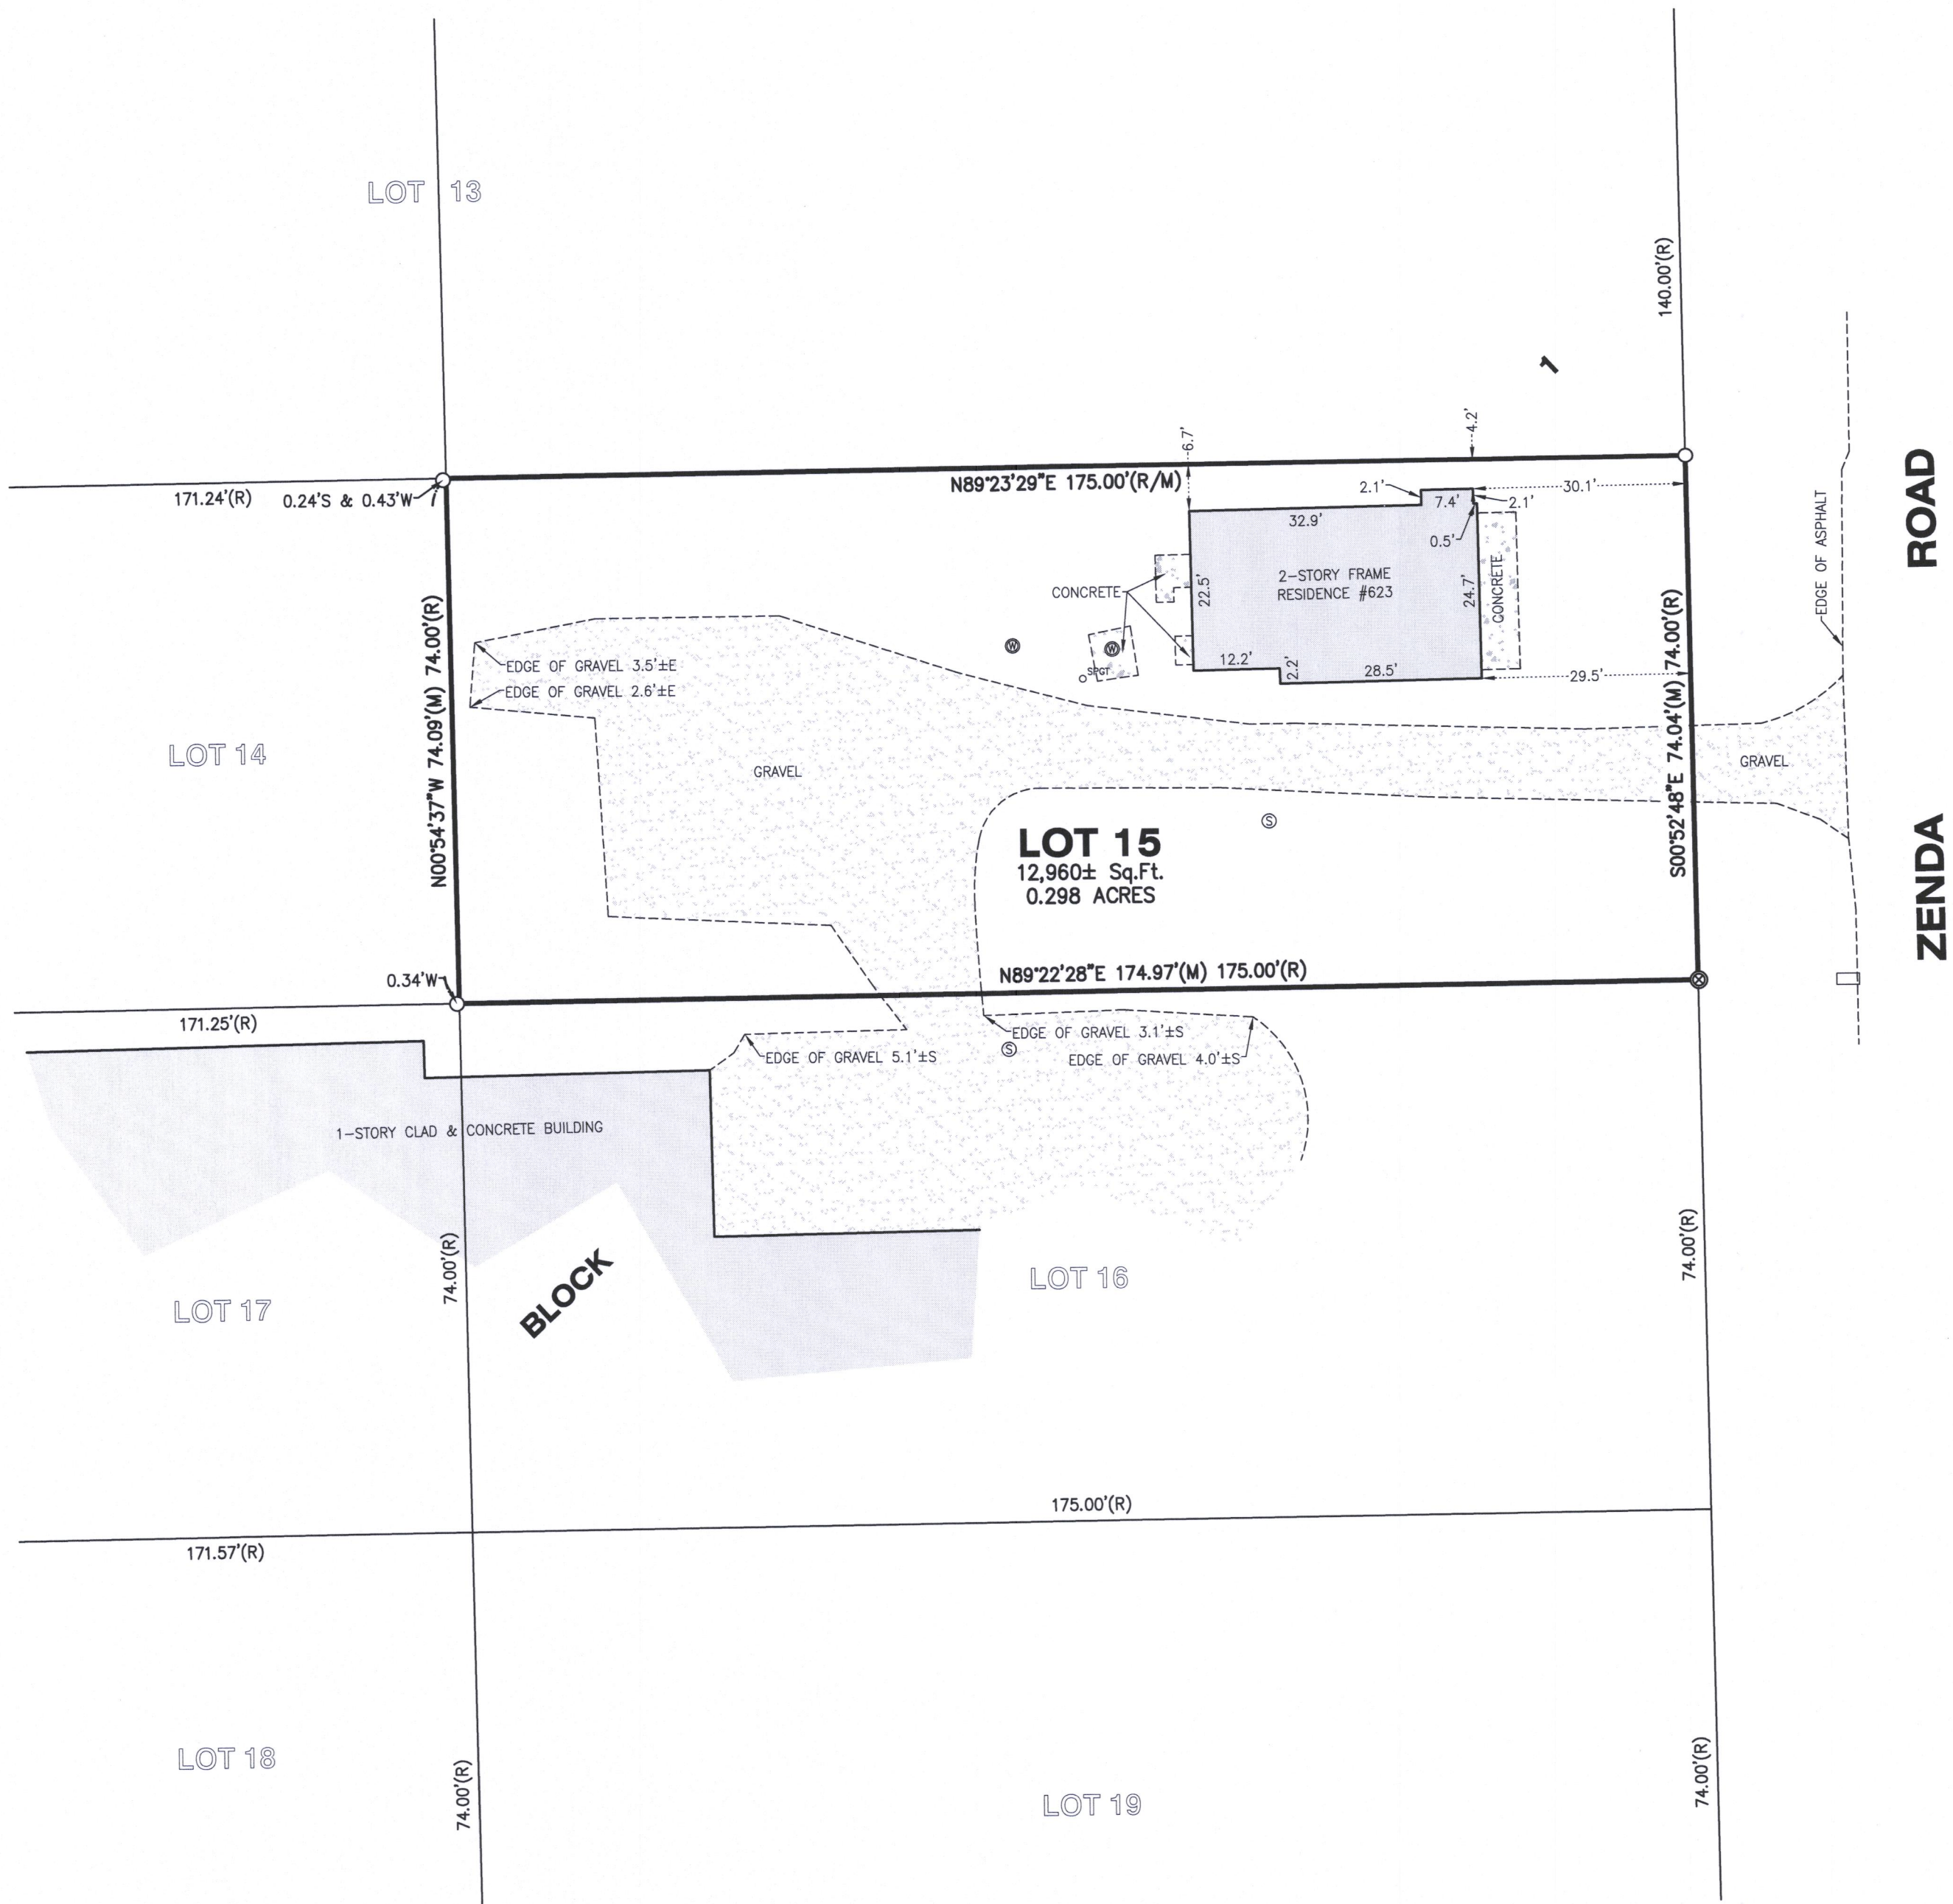 LOT 13
140.00'(R)
1
ROAD
6.7'
4.2'
171.24'(R)
0.24'S & 0.43'W
N89°23'29"E 175.00'(R/M)
2.1'
7.4'
30.1'
2.1'
32.9'
0.5'
EDGE OF ASPHALT
2-STORY FRAME
RESIDENCE #623
CONCRETE
22.5'
24.7'
CONCRETE
EDGE OF GRAVEL 3.5'±E
EDGE OF GRAVEL 2.6'±E
W
W
SPGT
12.2'
2.2'
28.5'
29.5'
N00°54'37"W 74.09'(M) 74.00'(R)
S00°52'48"E 74.04'(M) 74.00'(R)
LOT 14
GRAVEL
GRAVEL
S
LOT 15
12,960± Sq.Ft.
0.298 ACRES
ZENDA
0.34'W
N89°22'28"E 174.97'(M) 175.00'(R)
171.25'(R)
EDGE OF GRAVEL 3.1'±S
S
EDGE OF GRAVEL 5.1'±S
EDGE OF GRAVEL 4.0'±S
1-STORY CLAD & CONCRETE BUILDING
74.00'(R)
74.00'(R)
BLOCK
LOT 16
LOT 17
175.00'(R)
171.57'(R)
LOT 18
74.00'(R)
LOT 19
74.00'(R)